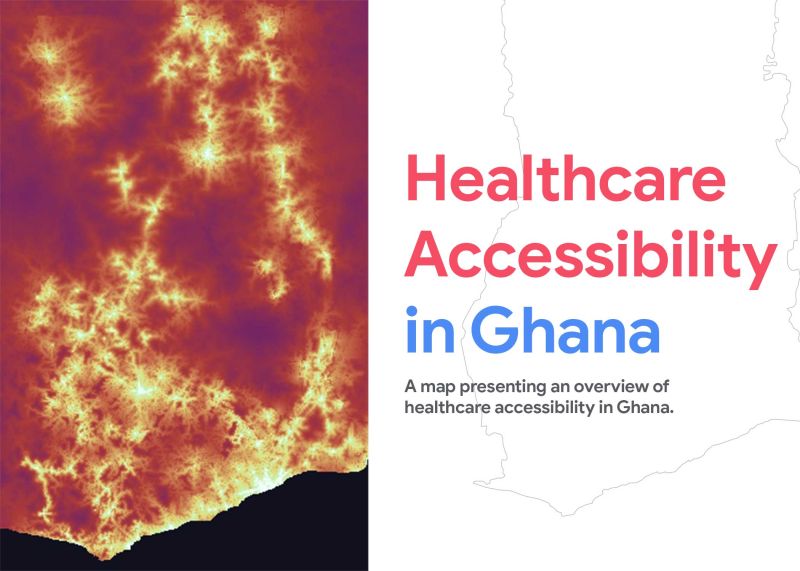 Healthcare
Accessibility
in Ghana
A map presenting an overview of
healthcare accessibility in Ghana.